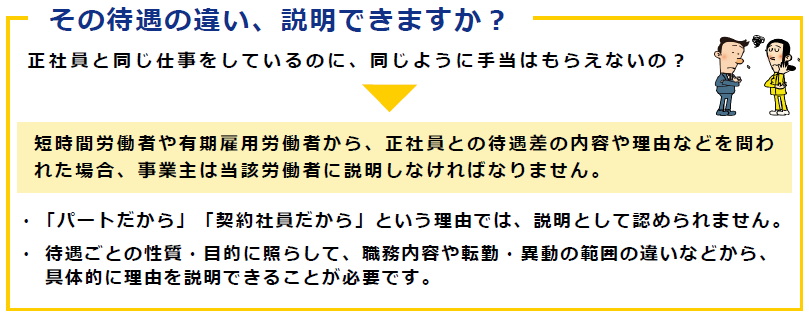 その待遇の違い、説明できますか？
正社員と同じ仕事をしているのに、同じように手当はもらえないの？
短時間労働者や有期雇用労働者から、正社員との待遇差の内容や理由などを問わ
れた場合、事業主は当該労働者に説明しなければなりません。
・「パートだから」「契約社員だから」という理由では、説明として認められません。
・ 待遇ごとの性質・目的に照らして、職務内容や転勤・異動の範囲の違いなどから、
具体的に理由を説明できることが必要です。